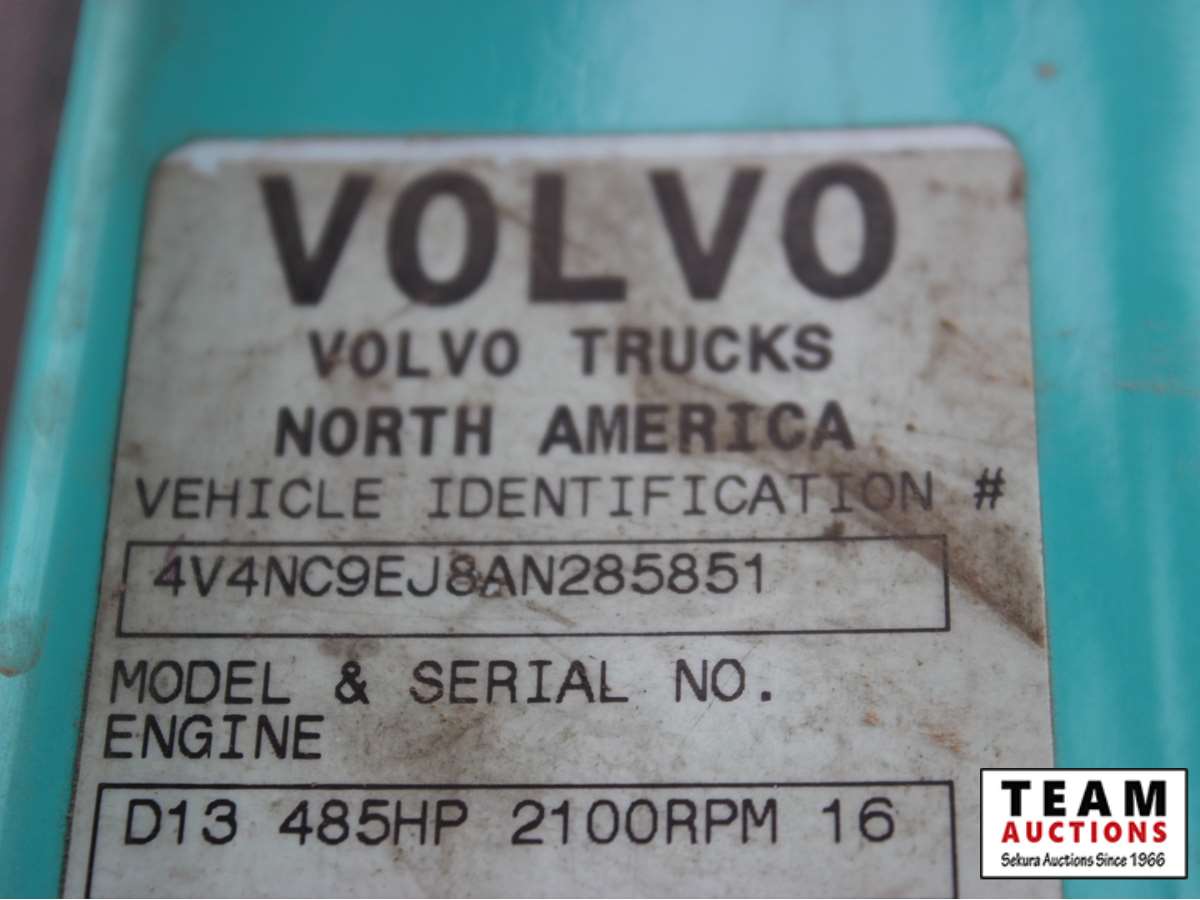 VOLVO
VOLVO TRUCKS
NORTH AMERICA
VEHICLE IDENTIFICATION #
4V4NC9EJ8AN285851
MODEL & SERIAL NO.
ENGINE
D13 485HP 2100RPM 16
TEAM
AUCTIONS
Sekura Auctions Since 1966